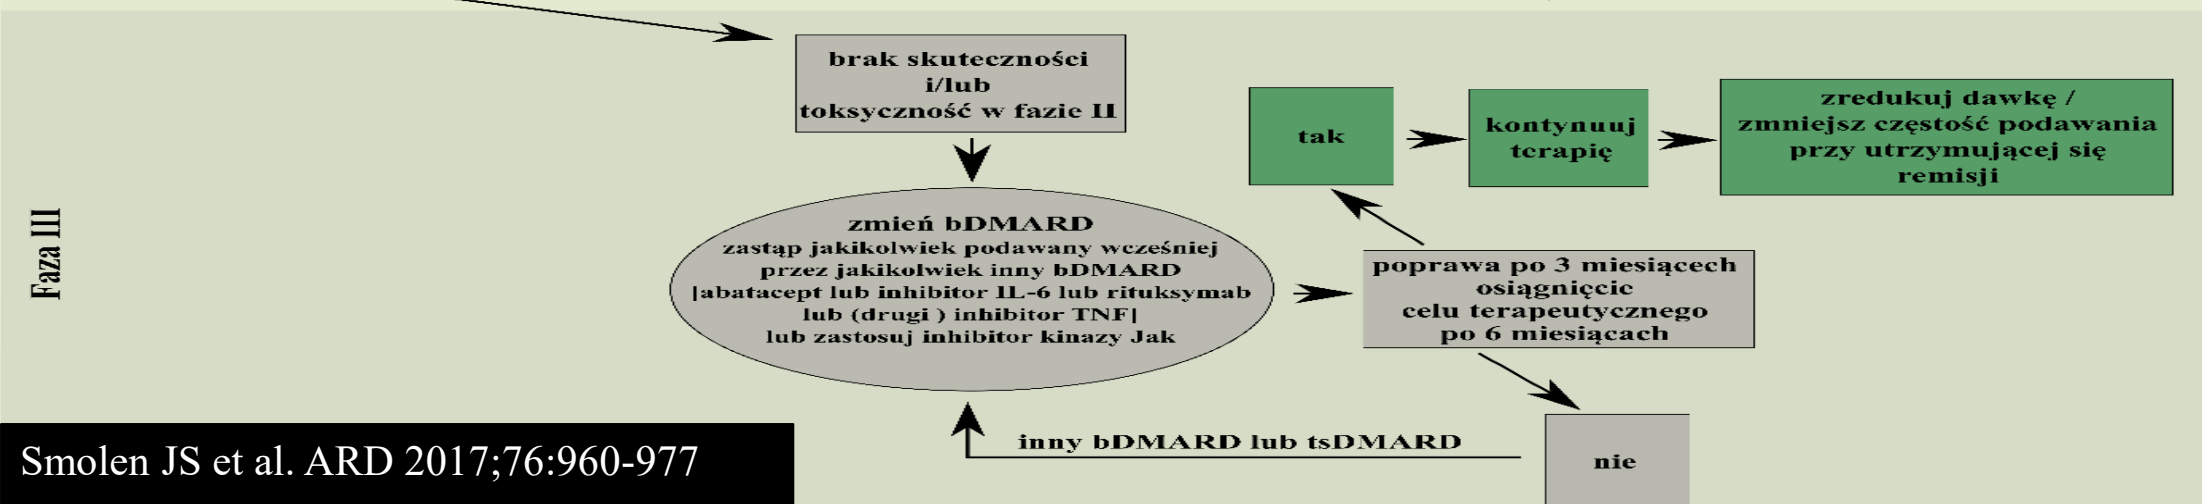 Faza III
brak skuteczności
i/lub
toksyczność w fazie II
zmień bDMARD
zastąp jakikolwiek podawany wcześniej
przez jakikolwiek inny bDMARD
|abatacept lub inhibitor IL-6 lub rituksymab
lub (drugi ) inhibitor TNF|
lub zastosuj inhibitor kinazy Jak
tak
kontynuuj
terapię
zredukuj dawkę /
zmniejsz częstość podawania
przy utrzymującej się
remisji
poprawa po 3 miesiącech
osiągnięcie
celu terapeutycznego
po 6 miesiącach
nie
inny bDMARD lub tsDMARD
Smolen JS et al. ARD 2017;76:960-977